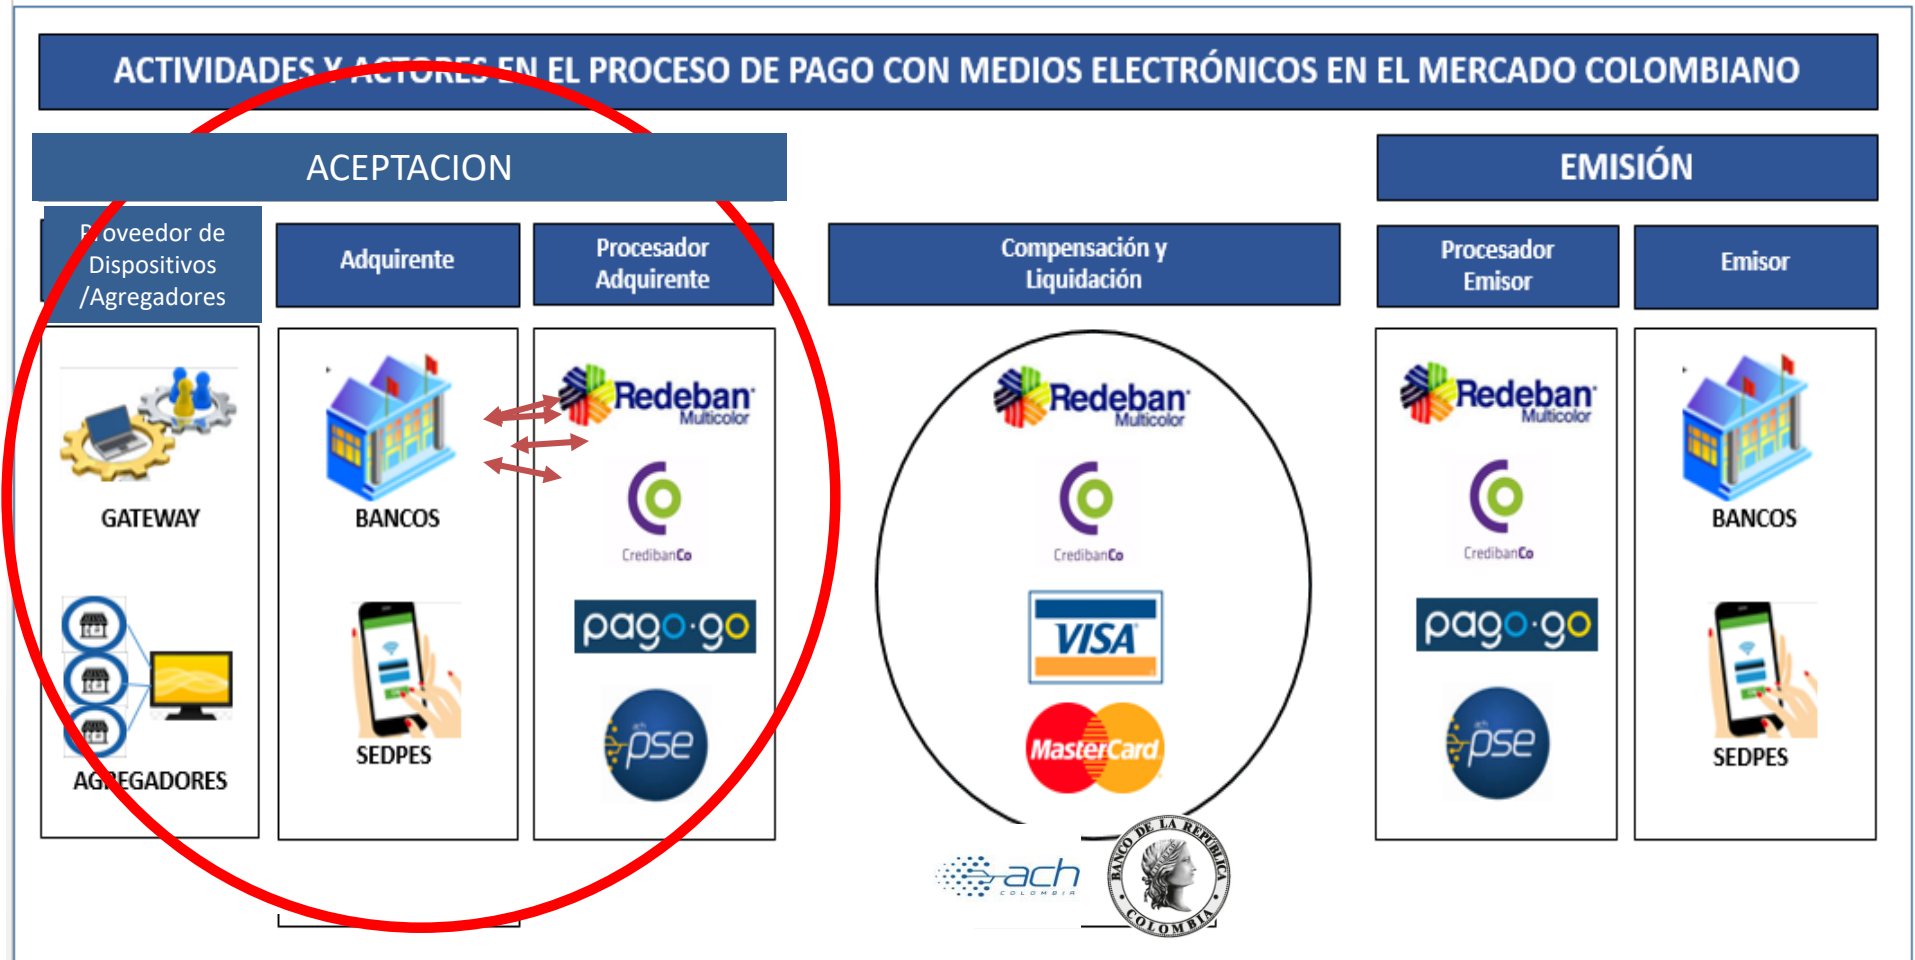 ACTIVIDADES Y ACTORES EN EL PROCESO DE PAGO CON MEDIOS ELECTRÓNICOS EN EL MERCADO COLOMBIANO
ACEPTACION
EMISIÓN
Proveedor de
Dispositivos
/Agregadores
Adquirente
Procesador
Adquirente
Compensación y
Liquidación
Procesador
Emisor
Emisor
GATEWAY
AGREGADORES
BANCOS
SEDPES
Redeban
Multicolor
CredibanCo
pago·go
ach
pse
Redeban
Multicolor
CredibanCo
VISA
MasterCard
ach
COLOMBIA
BANCO DE LA REPÚBLICA
COLOMBIA
Redeban
Multicolor
CredibanCo
pago·go
ach
pse
BANCOS
SEDPES